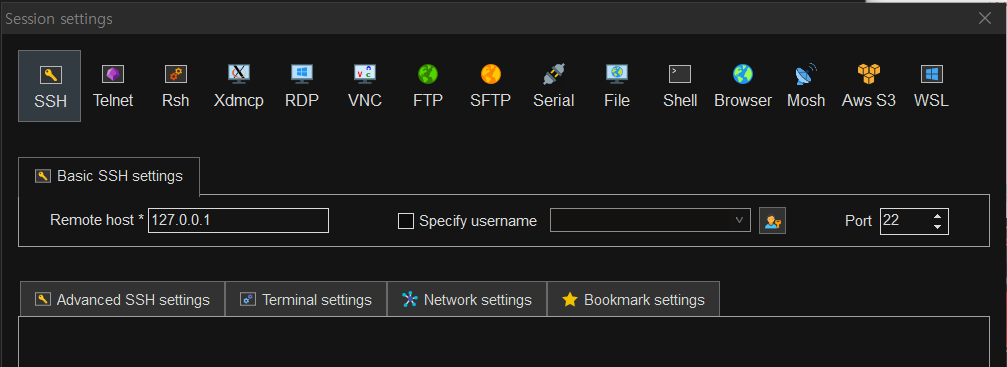 Session settings
SSH Telnet Rsh Xdmcp RDP VNC FTP SFTP Serial File Shell Browser Mosh Aws S3 WSL
Basic SSH settings
Remote host * 127.0.0.1 Specify username Port 22
Advanced SSH settings Terminal settings Network settings Bookmark settings